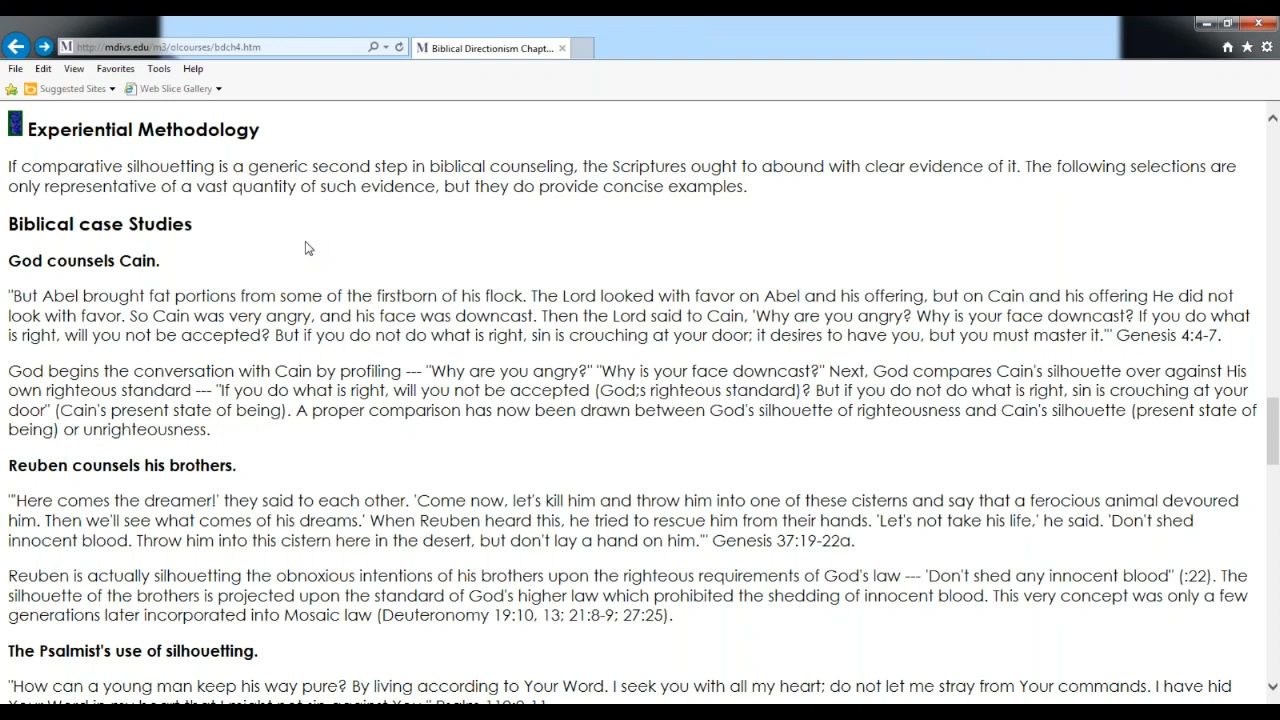 http://mdivs.edu/m3/olcourses/bdch4.htm
M Biblical Directionism Chapt...
File Edit View Favorites Tools Help
Suggested Sites Web Slice Gallery
Experiential Methodology
If comparative silhouetting is a generic second step in biblical counseling, the Scriptures ought to abound with clear evidence of it. The following selections are
only representative of a vast quantity of such evidence, but they do provide concise examples.
Biblical case Studies
God counsels Cain.
"But Abel brought fat portions from some of the firstborn of his flock. The Lord looked with favor on Abel and his offering, but on Cain and his offering He did not
look with favor. So Cain was very angry, and his face was downcast. Then the Lord said to Cain, 'Why are you angry? Why is your face downcast? If you do what
is right, will you not be accepted? But if you do not do what is right, sin is crouching at your door; it desires to have you, but you must master it.'" Genesis 4:4-7.
God begins the conversation with Cain by profiling --- "Why are you angry?" "Why is your face downcast?" Next, God compares Cain's silhouette over against His
own righteous standard --- "If you do what is right, will you not be accepted (God;s righteous standard)? But if you do not do what is right, sin is crouching at your
door" (Cain's present state of being). A proper comparison has now been drawn between God's silhouette of righteousness and Cain's silhouette (present state of
being) or unrighteousness.
Reuben counsels his brothers.
"'Here comes the dreamer!' they said to each other. 'Come now, let's kill him and throw him into one of these cisterns and say that a ferocious animal devoured
him. Then we'll see what comes of his dreams.' When Reuben heard this, he tried to rescue him from their hands. 'Let's not take his life,' he said. 'Don't shed
innocent blood. Throw him into this cistern here in the desert, but don't lay a hand on him.'" Genesis 37:19-22a.
Reuben is actually silhouetting the obnoxious intentions of his brothers upon the righteous requirements of God's law --- 'Don't shed any innocent blood" (:22). The
silhouette of the brothers is projected upon the standard of God's higher law which prohibited the shedding of innocent blood. This very concept was only a few
generations later incorporated into Mosaic law (Deuteronomy 19:10, 13; 21:8-9; 27:25).
The Psalmist's use of silhouetting.
"How can a young man keep his way pure? By living according to Your Word. I seek you with all my heart; do not let me stray from Your commands. I have hid